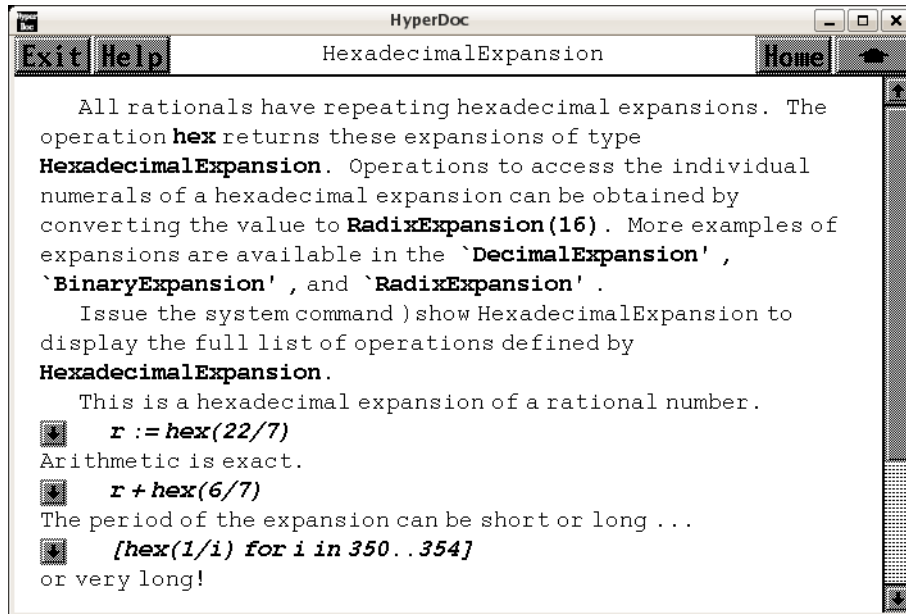 Hyper Doc HyperDoc
Exit Help HexadecimalExpansion Home
All rationals have repeating hexadecimal expansions. The
operation hex returns these expansions of type
HexadecimalExpansion. Operations to access the individual
numerals of a hexadecimal expansion can be obtained by
converting the value to RadixExpansion(16). More examples of
expansions are available in the `DecimalExpansion' ,
`BinaryExpansion' , and `RadixExpansion' .
Issue the system command )show HexadecimalExpansion to
display the full list of operations defined by
HexadecimalExpansion.
This is a hexadecimal expansion of a rational number.
r := hex(22/7)
Arithmetic is exact.
r + hex(6/7)
The period of the expansion can be short or long ...
[hex(1/i) for i in 350..354]
or very long!